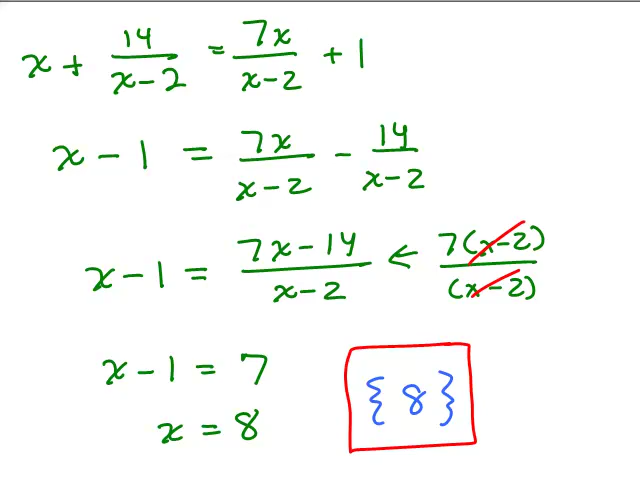 x + 14/(x-2) = 7x/(x-2) + 1
x - 1 = 7x/(x-2) - 14/(x-2)
x - 1 = (7x-14)/(x-2) ← 7(x-2)/(x-2)
x - 1 = 7
x = 8
{8}